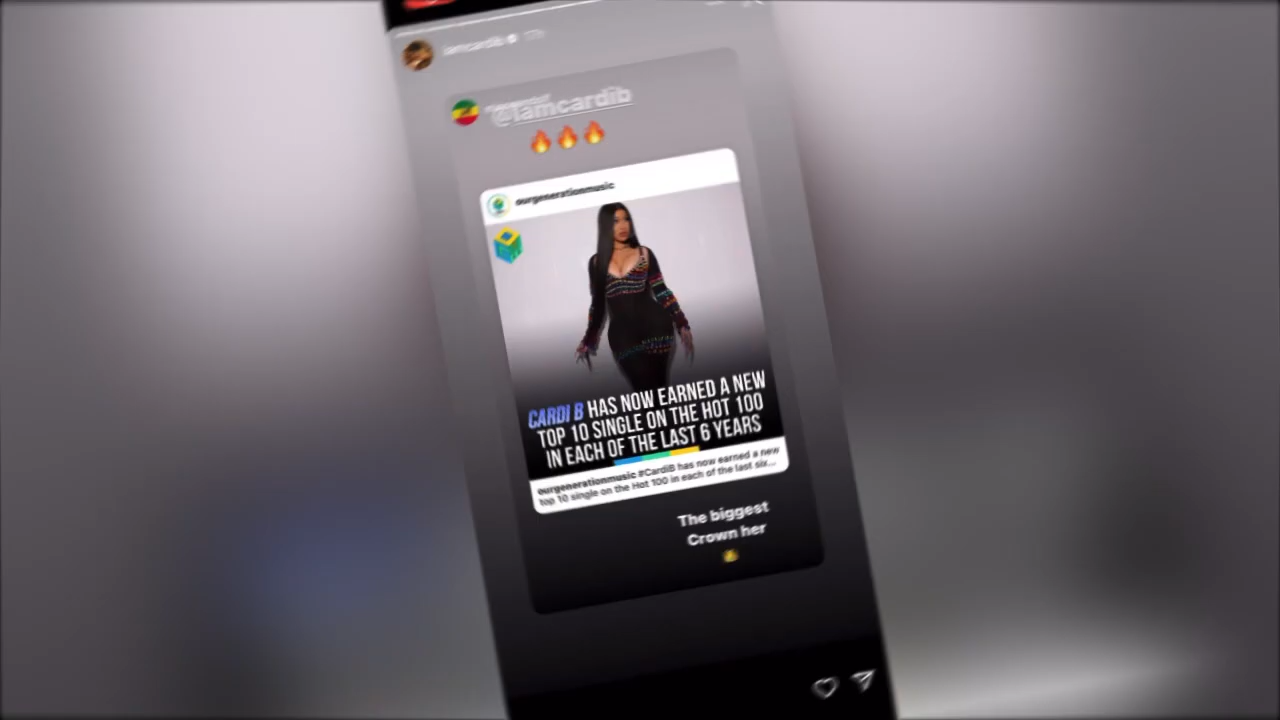 iamcardib
@iamcardib
ourgenerationmusic
CARDI B HAS NOW EARNED A NEW
TOP 10 SINGLE ON THE HOT 100
IN EACH OF THE LAST 6 YEARS
ourgenerationmusic #CardiB has now earned a new
top 10 single on the Hot 100 in each of the last six...
The biggest
Crown her